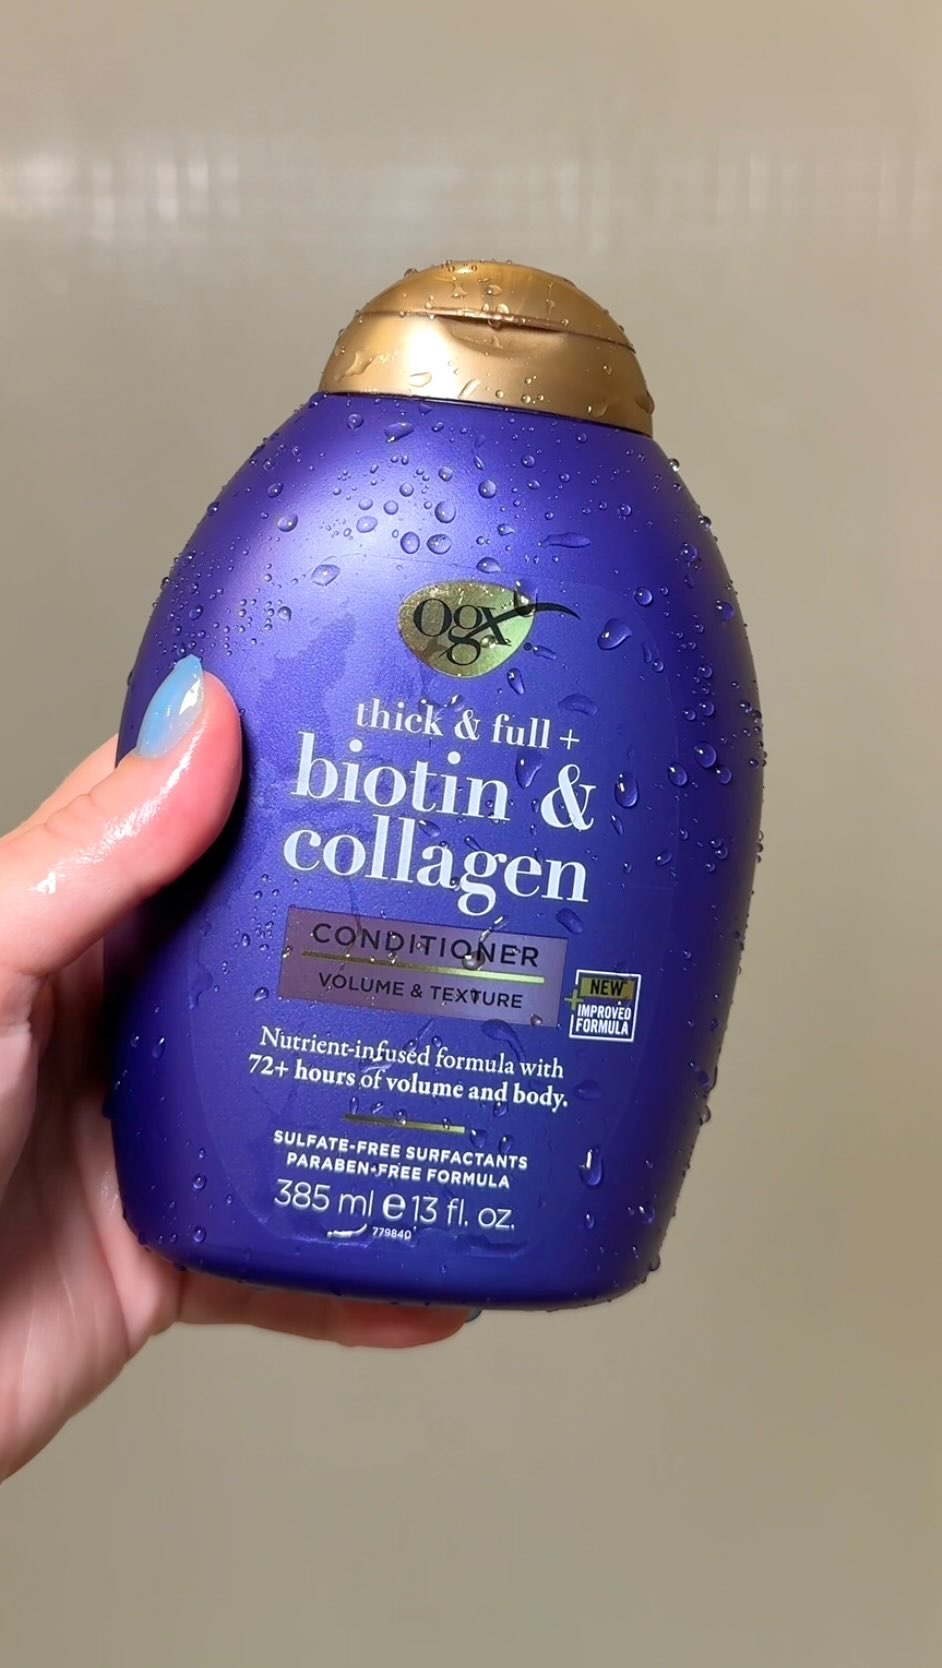 ogx
thick & full +
biotin &
collagen
CONDITIONER
VOLUME & TEXTURE
NEW
+ IMPROVED
FORMULA
Nutrient-infused formula with
72+ hours of volume and body.
SULFATE-FREE SURFACTANTS
PARABEN-FREE FORMULA
385 ml e 13 fl. oz.
779840